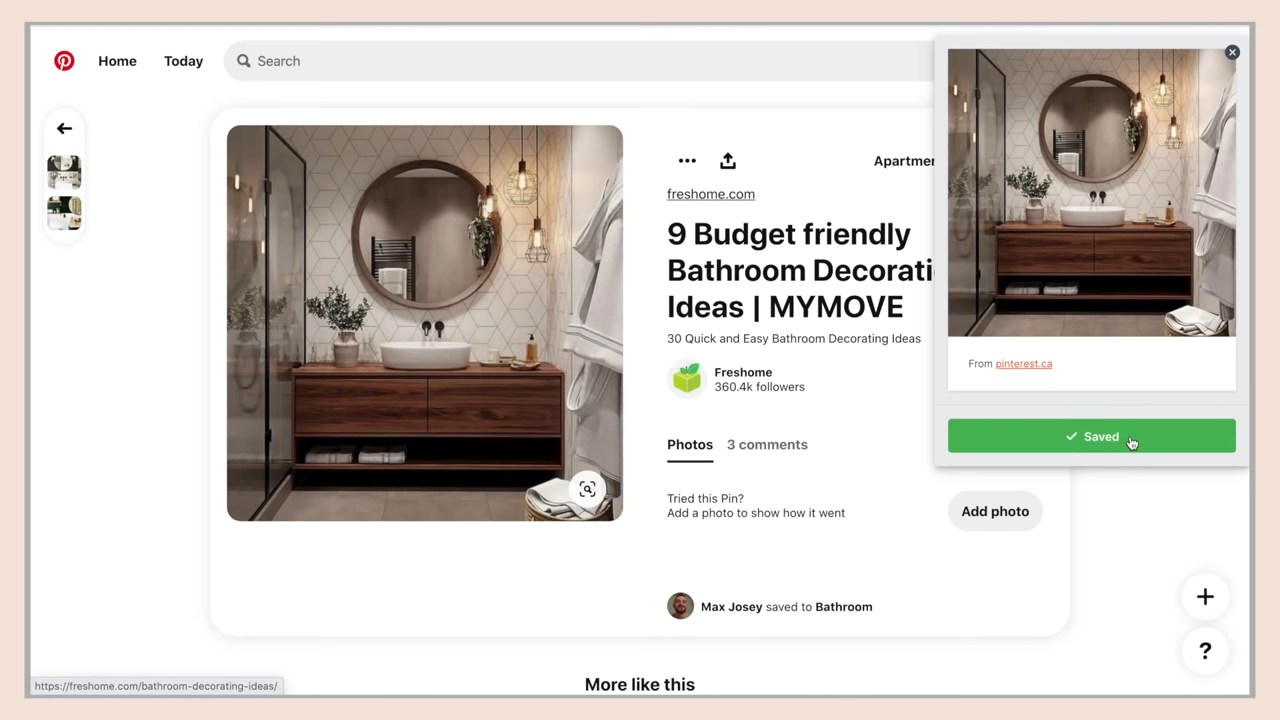 Home
Today
Search
Apartmen
freshome.com
9 Budget friendly
Bathroom Decorati
Ideas | MYMOVE
30 Quick and Easy Bathroom Decorating Ideas
Freshome
360.4k followers
Photos
3 comments
Tried this Pin?
Add a photo to show how it went
Add photo
Max Josey saved to Bathroom
More like this
From pinterest.ca
Saved
?
https://freshome.com/bathroom-decorating-ideas/